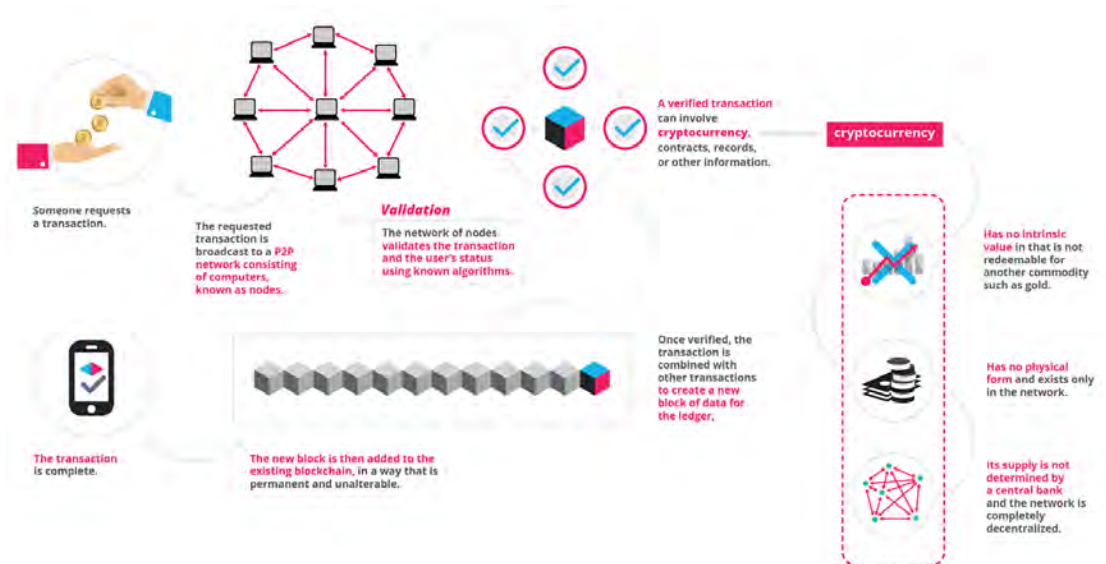 Someone requests
a transaction.
The requested
transaction is
broadcast to a P2P
network consisting
of computers,
known as nodes.
Validation
The network of nodes
validates the transaction
and the user's status
using known algorithms.
A verified transaction
can involve
cryptocurrency,
contracts, records,
or other information.
cryptocurrency
Has no intrinsic
value in that is not
redeemable for
another commodity
such as gold.
Has no physical
form and exists only
in the network.
Its supply is not
determined by
a central bank
and the network is
completely
decentralized.
Once verified, the
transaction is
combined with
other transactions
to create a new
block of data for
the ledger.
The new block is then added to the
existing blockchain, in a way that is
permanent and unalterable.
The transaction
is complete.